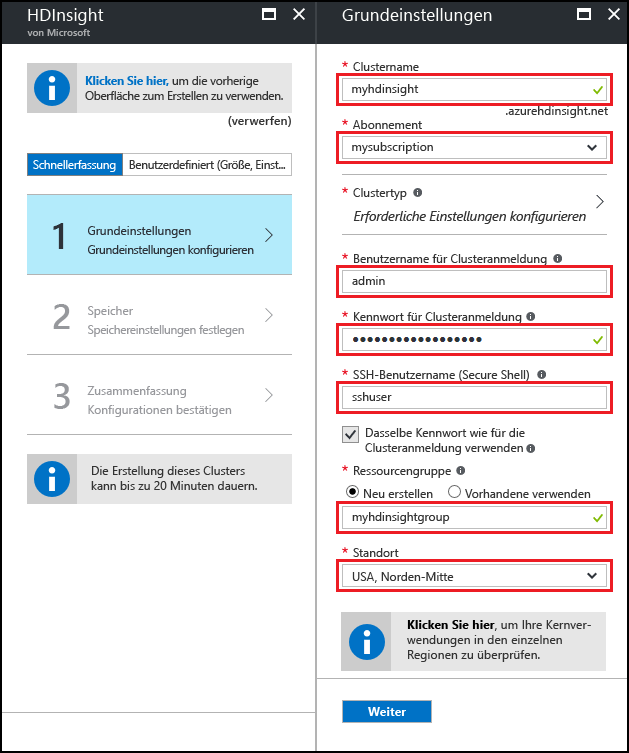 HDInsight
von Microsoft
Klicken Sie hier, um die vorherige
Oberfläche zum Erstellen zu verwenden.
(verwerfen)
Schnellerfassung
Benutzerdefiniert (Größe, Einst...
1
Grundeinstellungen
Grundeinstellungen konfigurieren
2
Speicher
Speichereinstellungen festlegen
3
Zusammenfassung
Konfigurationen bestätigen
Die Erstellung dieses Clusters
kann bis zu 20 Minuten dauern.
Grundeinstellungen
* Clustername
myhdinsight
.azurehdinsight.net
* Abonnement
mysubscription
* Clustertyp
Erforderliche Einstellungen konfigurieren
* Benutzername für Clusteranmeldung
admin
* Kennwort für Clusteranmeldung
••••••••••••••••••
* SSH-Benutzername (Secure Shell)
sshuser
Dasselbe Kennwort wie für die
Clusteranmeldung verwenden
* Ressourcengruppe
Neu erstellen Vorhandene verwenden
myhdinsightgroup
* Standort
USA, Norden-Mitte
Klicken Sie hier, um Ihre Kernver-
wendungen in den einzelnen
Regionen zu überprüfen.
Weiter